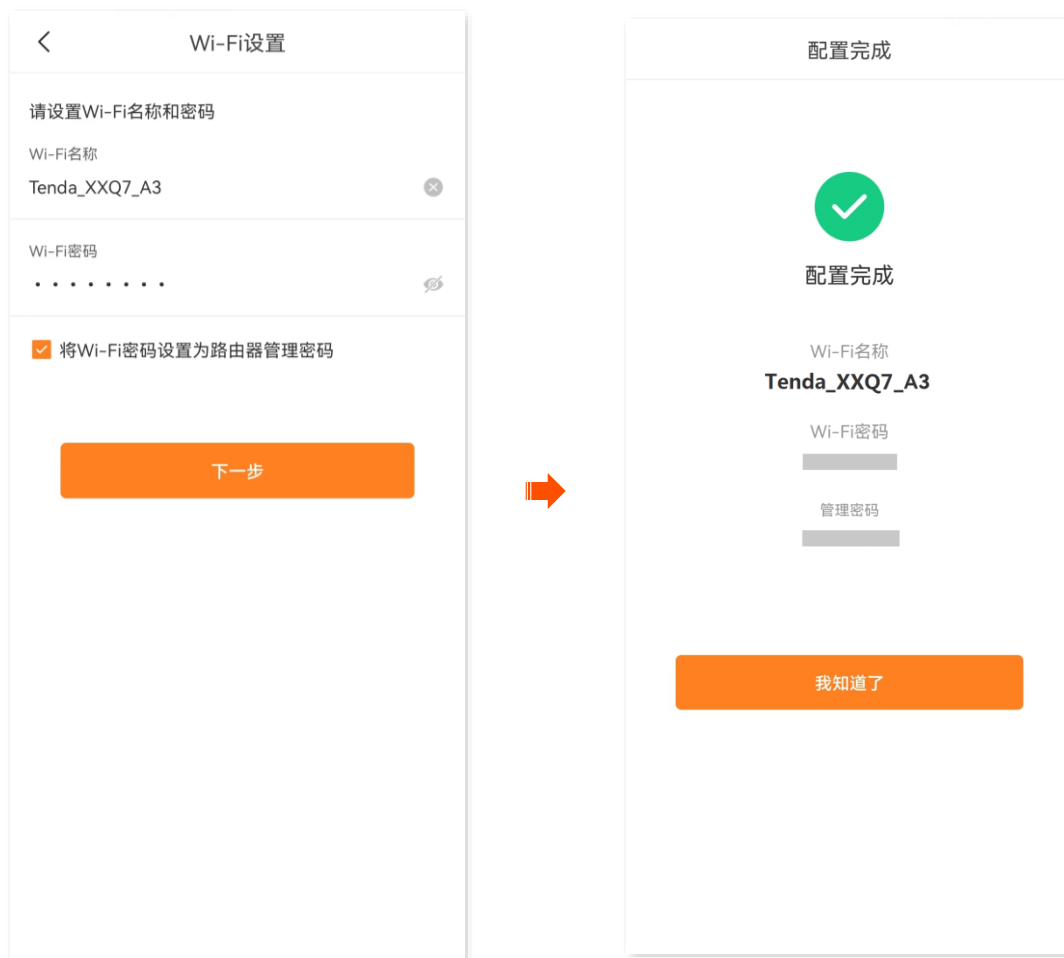 Wi-Fi设置
请设置Wi-Fi名称和密码
Wi-Fi名称
Tenda_XXQ7_A3
Wi-Fi密码
········
将Wi-Fi密码设置为路由器管理密码
下一步
配置完成
配置完成
Wi-Fi名称
Tenda_XXQ7_A3
Wi-Fi密码
管理密码
我知道了